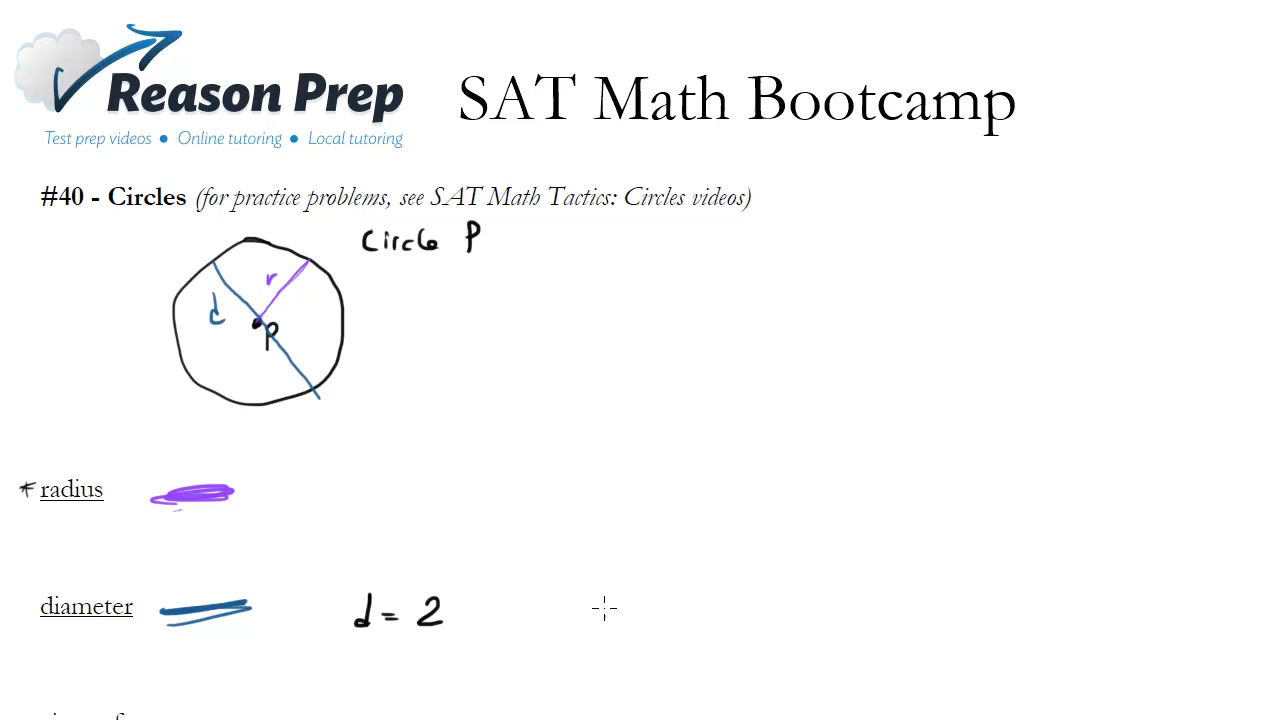 Reason Prep
Test prep videos ● Online tutoring ● Local tutoring
SAT Math Bootcamp
#40 - Circles (for practice problems, see SAT Math Tactics: Circles videos)
Circle P
r
d
P
* radius
diameter
d = 2